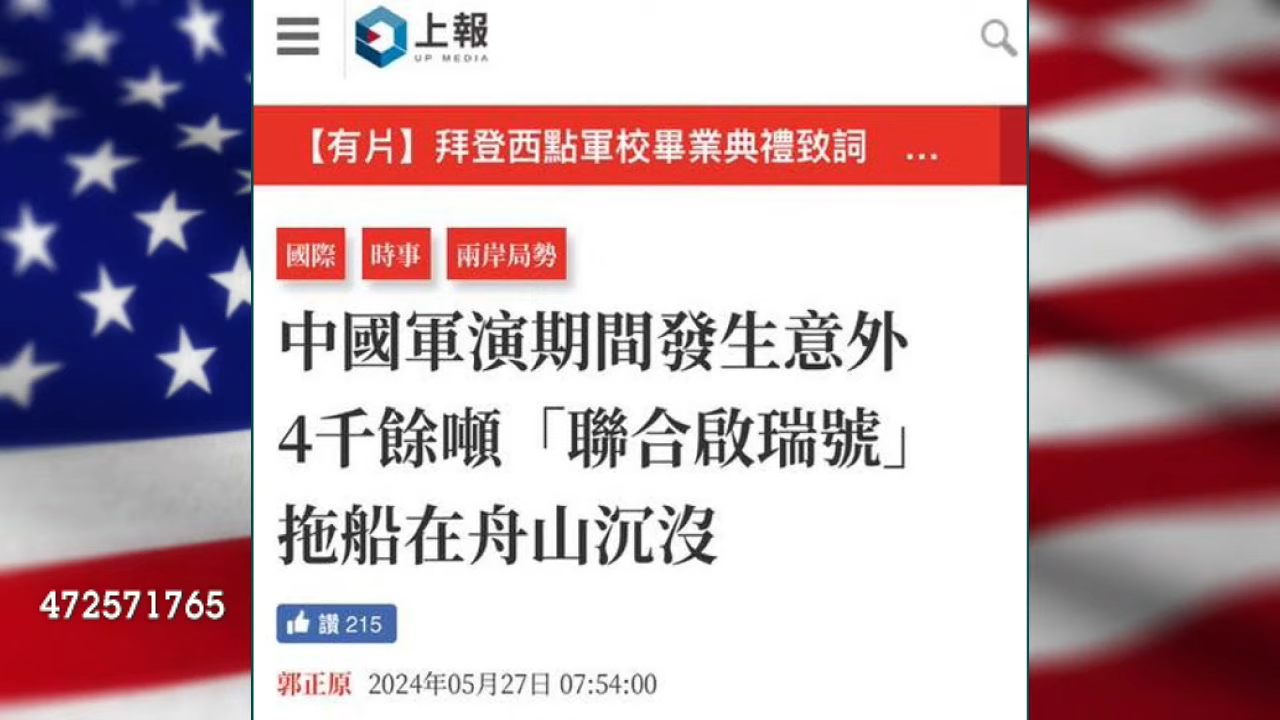 上報
UP MEDIA
【有片】拜登西點軍校畢業典禮致詞 ...
國際 時事 兩岸局勢
中國軍演期間發生意外
4千餘噸「聯合啟瑞號」
拖船在舟山沉沒
472571765
讚 215
郭正原 2024年05月27日 07:54:00